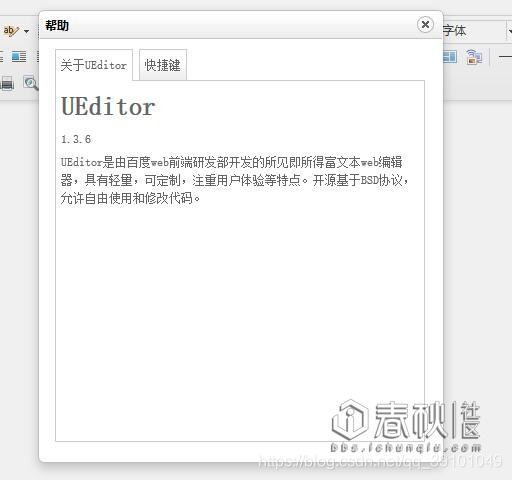 帮助
字体
关于UEditor
快捷键
UEditor
1.3.6
UEditor是由百度web前端研发部开发的所见即所得富文本web编辑
器，具有轻量，可定制，注重用户体验等特点。开源基于BSD协议，
允许自由使用和修改代码。
春秋社区
bbs.ichunqiu.com
https://blog.csdn.net/qq_39101049